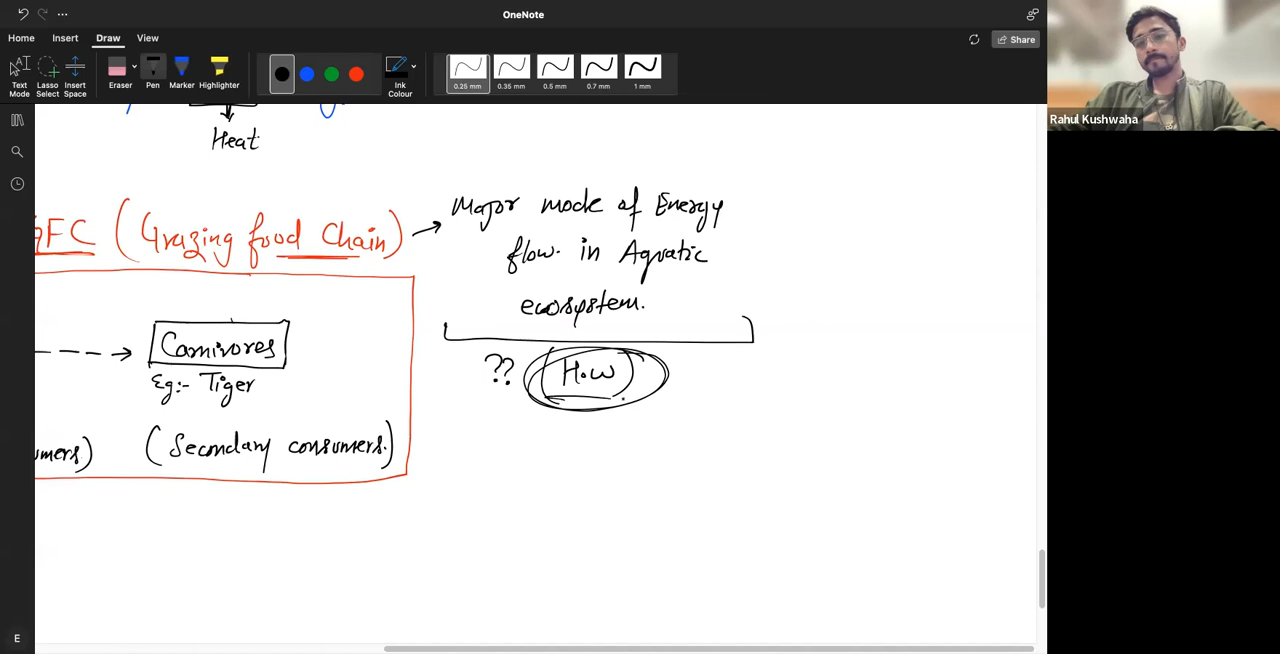 OneNote
Home Insert Draw View
Share
Text Mode
Lasso Select
Insert Space
Eraser
Pen
Marker
Highlighter
Ink Colour
0.25 mm
0.35 mm
0.5 mm
0.7 mm
1 mm
Rahul Kushwaha
Heat
GFC (Grazing food Chain) → Major mode of Energy
flow in Aquatic
ecosystem.
?? (How)
Carnivores
Eg:- Tiger
umers) (Secondary consumers.)
E